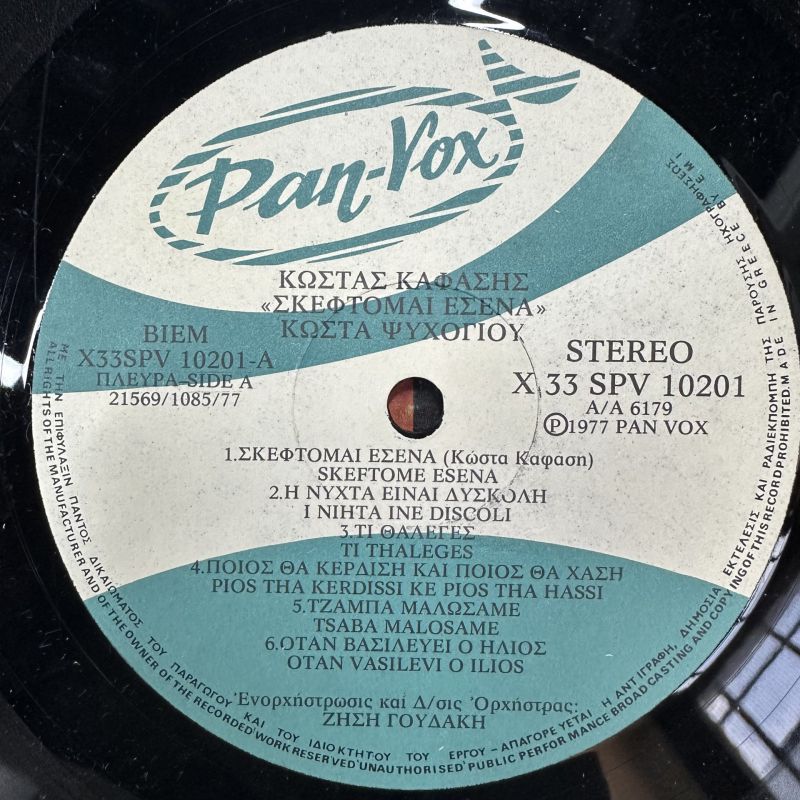 Pan-Vox
ΚΩΣΤΑΣ ΚΑΦΑΣΗΣ
«ΣΚΕΦΤΟΜΑΙ ΕΣΕΝΑ»
ΚΩΣΤΑ ΨΥΧΟΓΙΟΥ
BIEM
X33SPV 10201-A
ΠΛΕΥΡΑ-SIDE A
21569/1085/77
STEREO
X 33 SPV 10201
A/A 6179
Ⓟ1977 PAN VOX
1.ΣΚΕΦΤΟΜΑΙ ΕΣΕΝΑ (Κώστα Καφαση)
SKEFTOME ESENA
2.Η ΝΥΧΤΑ ΕΙΝΑΙ ΔΥΣΚΟΛΗ
I NIHTA INE DISCOLI
3.ΤΙ ΘΑΛΕΓΕΣ
TI THALEGES
4.ΠΟΙΟΣ ΘΑ ΚΕΡΔΙΣΗ ΚΑΙ ΠΟΙΟΣ ΘΑ ΧΑΣΗ
PIOS THA KERDISSI KE PIOS THA HASSI
5.ΤΖΑΜΠΑ ΜΑΛΩΣΑΜΕ
TSABA MALOSAME
6.ΟΤΑΝ ΒΑΣΙΛΕΥΕΙ Ο ΗΛΙΟΣ
OTAN VASILEVI O ILIOS
Ἐνορχήστρωσις καί Δ/σις Ὀρχήστρας:
ΖΗΣΗ ΓΟΥΔΑΚΗ
ΜΕ ΤΗΝ ΕΠΙΦΥΛΑΞΙΝ ΠΑΝΤΟΣ ΔΙΚΑΙΩΜΑΤΟΣ ΤΟΥ ΠΑΡΑΓΩΓΟΥ ΚΑΙ ΤΟΥ ΙΔΙΟΚΤΗΤΟΥ ΤΟΥ ΕΡΓΟΥ - ΑΠΑΓΟΡΕΥΕΤΑΙ Η ΑΝΤΙΓΡΑΦΗ, ΔΗΜΟΣΙΑ ΕΚΤΕΛΕΣΙΣ ΚΑΙ ΡΑΔΙΕΚΠΟΜΠΗ ΤΗΣ ΠΑΡΟΥΣΗΣ ΗΧΟΓΡΑΦΗΣΕΩΣ
ALL RIGHTS OF THE MANUFACTURER AND OF THE OWNER OF THE RECORDED WORK RESERVED UNAUTHORISED PUBLIC PERFORMANCE BROADCASTING AND COPYING OF THIS RECORD PROHIBITED. MADE IN GREECE BY EMI